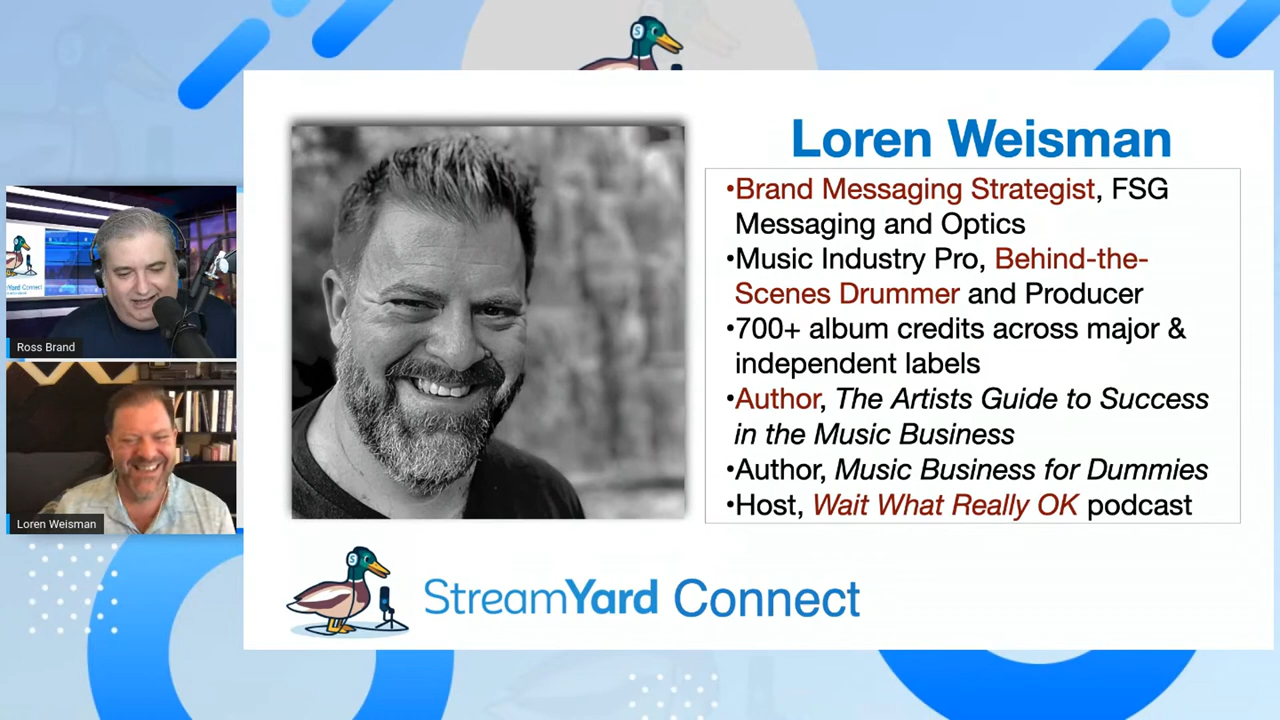 Loren Weisman
•Brand Messaging Strategist, FSG
Messaging and Optics
•Music Industry Pro, Behind-the-
Scenes Drummer and Producer
•700+ album credits across major &
independent labels
•Author, The Artists Guide to Success
in the Music Business
•Author, Music Business for Dummies
•Host, Wait What Really OK podcast
StreamYard Connect
Ross Brand
Loren Weisman
Yard Connect
S
S